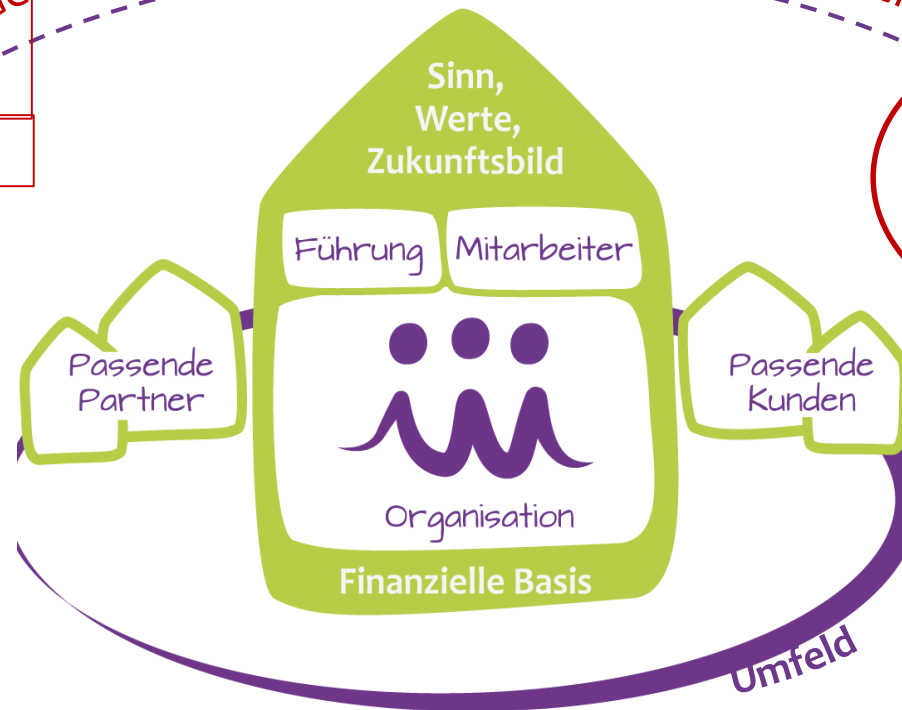 Sinn,
Werte,
Zukunftsbild
Führung
Mitarbeiter
Passende
Partner
Passende
Kunden
Organisation
Finanzielle Basis
Umfeld